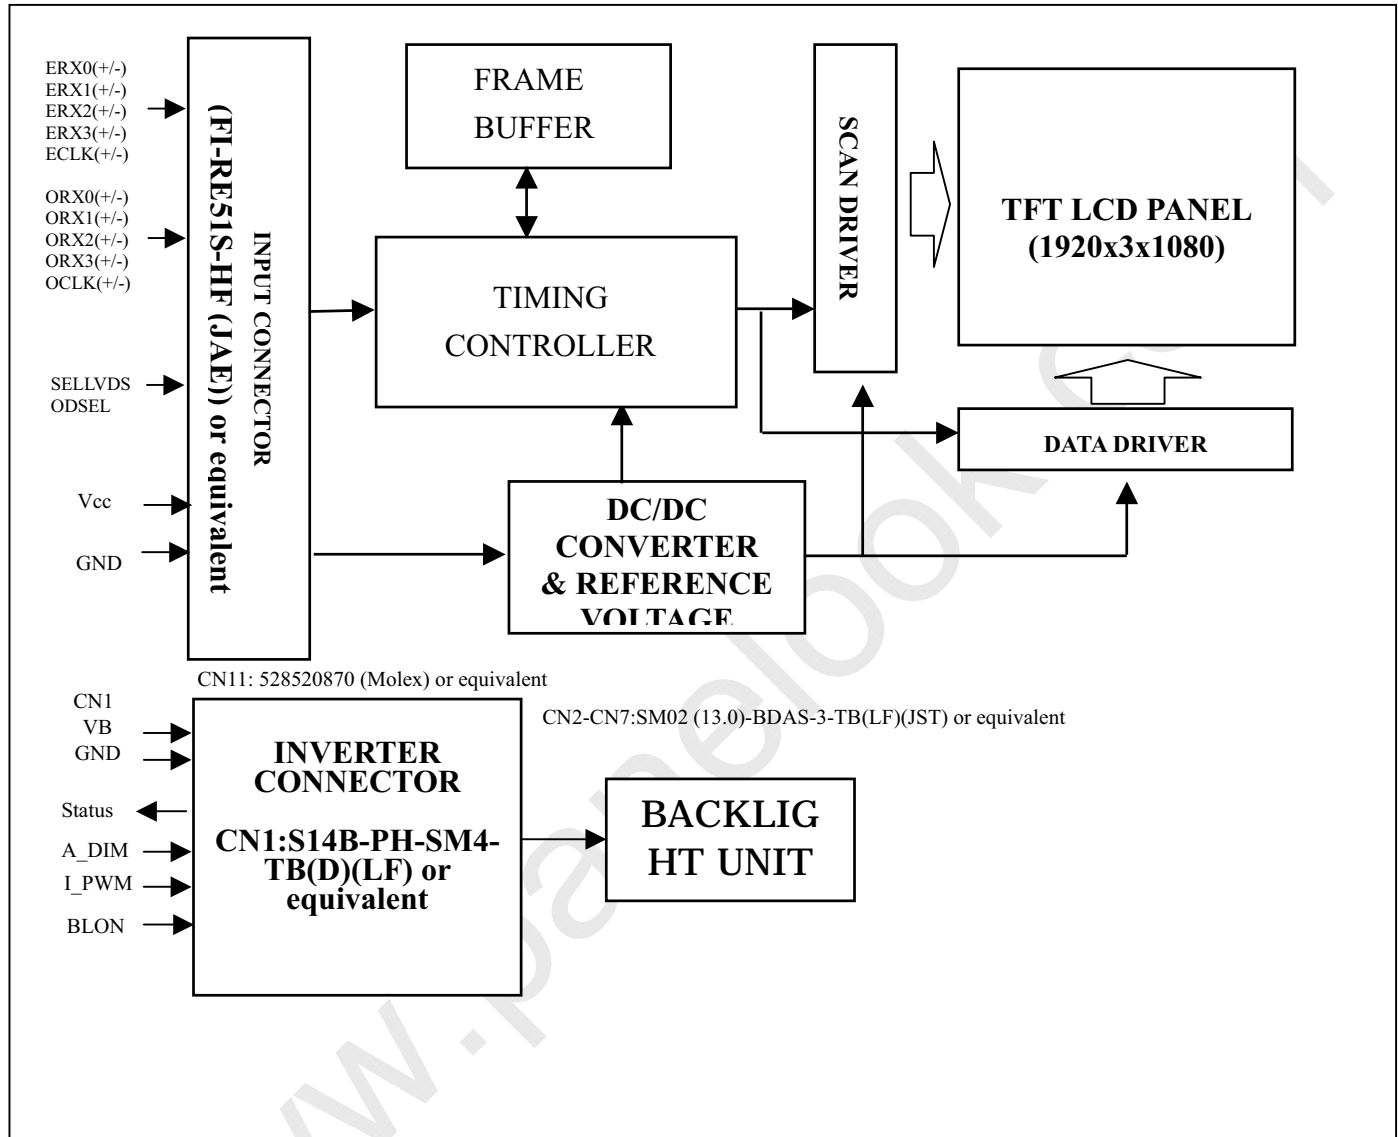 ERX0(+/-)
ERX1(+/-)
ERX2(+/-)
ERX3(+/-)
ECLK(+/-)
ORX0(+/-)
ORX1(+/-)
ORX2(+/-)
ORX3(+/-)
OCLK(+/-)
SELLVDS
ODSEL
Vcc
GND
INPUT CONNECTOR
(FI-RE51S-HF (JAE)) or equivalent
FRAME
BUFFER
TIMING
CONTROLLER
SCAN DRIVER
TFT LCD PANEL
(1920x3x1080)
DATA DRIVER
DC/DC
CONVERTER
& REFERENCE
VOLTAGE
CN11: 528520870 (Molex) or equivalent
CN2-CN7:SM02 (13.0)-BDAS-3-TB(LF)(JST) or equivalent
CN1
VB
GND
Status
A_DIM
I_PWM
BLON
INVERTER
CONNECTOR
CN1:S14B-PH-SM4-
TB(D)(LF) or
equivalent
BACKLIG
HT UNIT